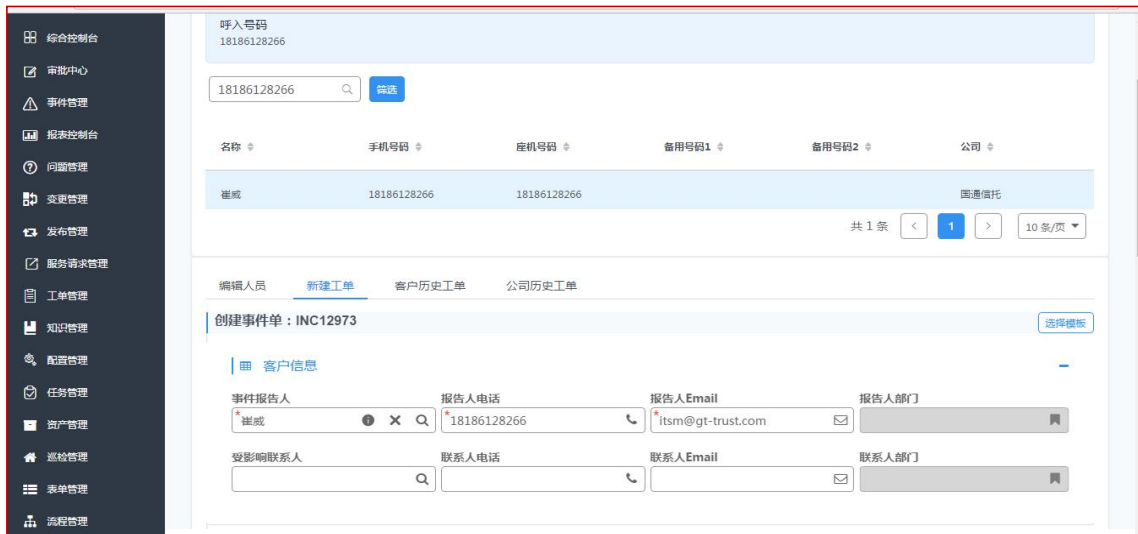 综合控制台
审批中心
事件管理
报表控制台
问题管理
变更管理
发布管理
服务请求管理
工单管理
知识管理
配置管理
任务管理
资产管理
巡检管理
表单管理
流程管理
呼入号码
18186128266
18186128266 筛选
名称 手机号码 座机号码 备用号码1 备用号码2 公司
崔威 18186128266 18186128266 国通信托
共 1 条 < 1 > 10 条/页
编辑人员 新建工单 客户历史工单 公司历史工单
创建事件单：INC12973 选择模板
客户信息
事件报告人 报告人电话 报告人Email 报告人部门
*崔威 *18186128266 *itsm@gt-trust.com
受影响联系人 联系人电话 联系人Email 联系人部门